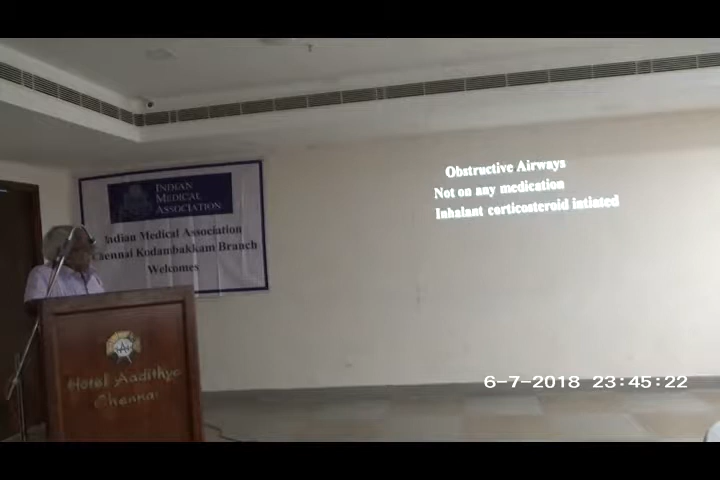 INDIAN
MEDICAL
ASSOCIATION
Indian Medical Association
Chennai Kodambakkam Branch
Welcomes
Obstructive Airways
Not on any medication
Inhalant corticosteroid intiated
Hotel Aadithya
Chennai
6-7-2018 23:45:22